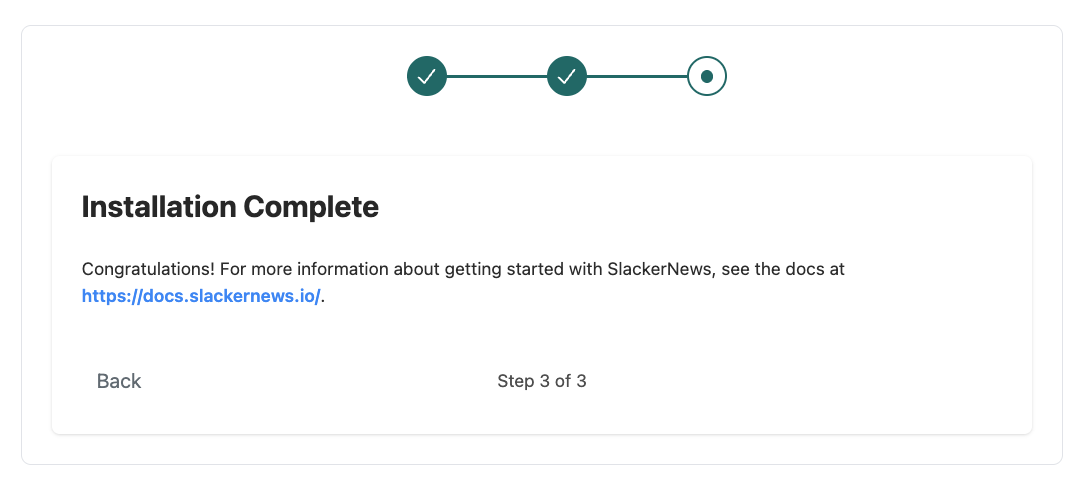 Installation Complete
Congratulations! For more information about getting started with SlackerNews, see the docs at
https://docs.slackernews.io/.
Back
Step 3 of 3